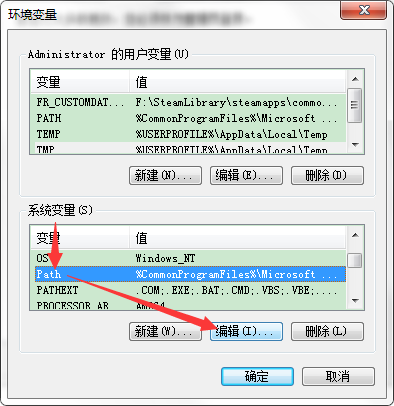 环境变量
Administrator 的用户变量(U)
变量 值
FR_CUSTOMDAT... F:\SteamLibrary\steamapps\commo...
PATH %CommonProgramFiles%\Microsoft ...
TEMP %USERPROFILE%\AppData\Local\Temp
TMP %USERPROFILE%\AppData\Local\Temp
新建(N)... 编辑(E)... 删除(D)
系统变量(S)
变量 值
OS Windows_NT
Path %CommonProgramFiles%\Microsoft ...
PATHEXT .COM;.EXE;.BAT;.CMD;.VBS;.VBE;....
PROCESSOR_AR... AMD64
新建(W)... 编辑(I)... 删除(L)
确定 取消